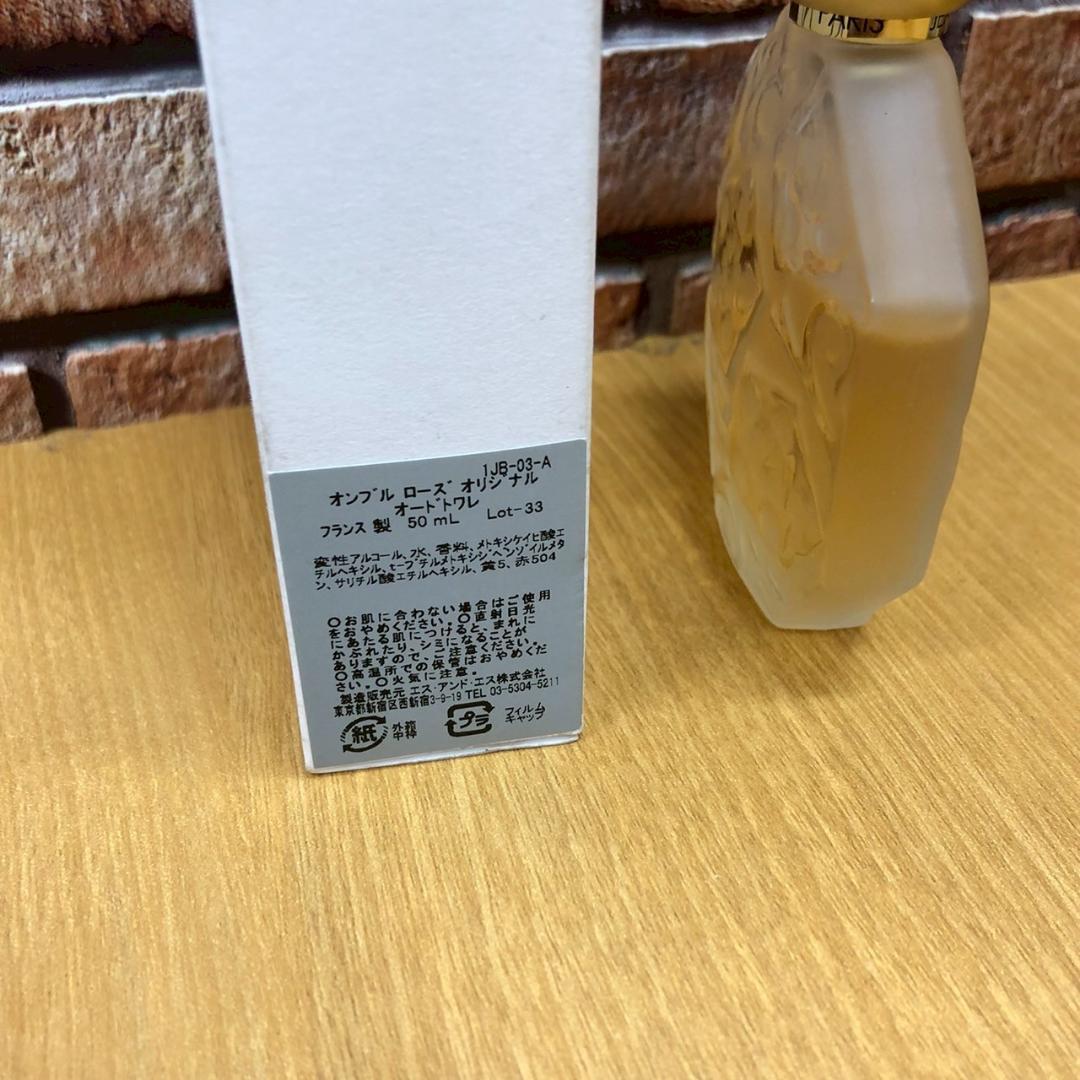 PARIS
1JB-03-A
オンブル ローズ オリジナル
オードトワレ
フランス 製 50 mL Lot-33
変性アルコール、水、香料、メトキシケイヒ酸エ
チルヘキシル、t-ブチルメトキシジベンゾイルメタ
ン、サリチル酸エチルヘキシル、黄5、赤504
○お肌に合わない場合はご使用
をおやめください。○直射日光
にあたる肌につけると、まれに
かぶれたり、シミになることが
ありますので、ご注意ください。
○高温所での保管はおやめくだ
さい。○火気に注意。
製造販売元 エス・アンド・エス株式会社
東京都新宿区西新宿3-9-19 TEL 03-5304-5211
紙 外箱
中枠
プラ フィルム
キャップ